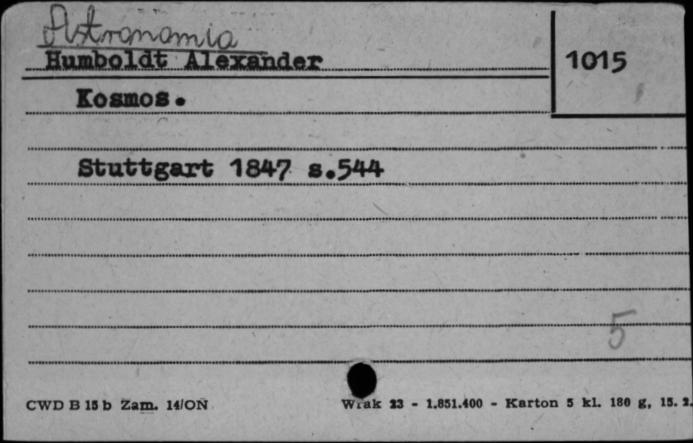 Astronomia
Humboldt Alexander
1015
Kosmos.
Stuttgart 1847 s.544
5
CWD B 15 b Zam. 14/ON Wrak 23 - 1.851.400 - Karton 5 kl. 180 g, 15. 2.